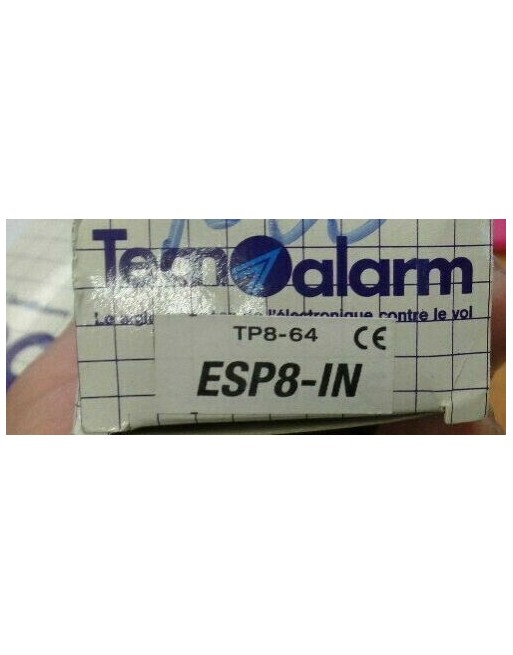 Tecnoalarm
l'électronique contre le vol
TP8-64 CE
ESP8-IN